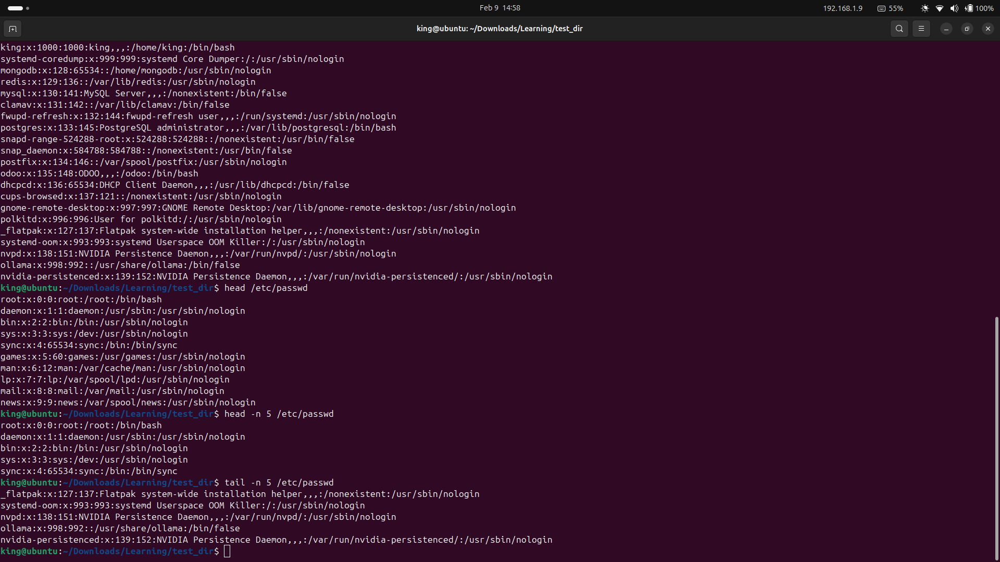 Feb 9 14:58
192.168.1.9 55% 100%
king@ubuntu: ~/Downloads/Learning/test_dir
king:x:1000:1000:king,,,:/home/king:/bin/bash
systemd-coredump:x:999:999:systemd Core Dumper:/:/usr/sbin/nologin
mongodb:x:128:65534::/home/mongodb:/usr/sbin/nologin
redis:x:129:136::/var/lib/redis:/usr/sbin/nologin
mysql:x:130:141:MySQL Server,,,:/nonexistent:/bin/false
clamav:x:131:142::/var/lib/clamav:/bin/false
fwupd-refresh:x:132:144:fwupd-refresh user,,,:/run/systemd:/usr/sbin/nologin
postgres:x:133:145:PostgreSQL administrator,,,:/var/lib/postgresql:/bin/bash
snapd-range-524288-root:x:524288:524288::/nonexistent:/usr/bin/false
snap_daemon:x:584788:584788::/nonexistent:/usr/bin/false
postfix:x:134:146::/var/spool/postfix:/usr/sbin/nologin
odoo:x:135:148:ODOO,,,:/odoo:/bin/bash
dhcpcd:x:136:65534:DHCP Client Daemon,,,:/usr/lib/dhcpcd:/bin/false
cups-browsed:x:137:121::/nonexistent:/usr/sbin/nologin
gnome-remote-desktop:x:997:997:GNOME Remote Desktop:/var/lib/gnome-remote-desktop:/usr/sbin/nologin
polkitd:x:996:996:User for polkitd:/:/usr/sbin/nologin
_flatpak:x:127:137:Flatpak system-wide installation helper,,,:/nonexistent:/usr/sbin/nologin
systemd-oom:x:993:993:systemd Userspace OOM Killer:/:/usr/sbin/nologin
nvpd:x:138:151:NVIDIA Persistence Daemon,,,:/var/run/nvpd/:/usr/sbin/nologin
ollama:x:998:992::/usr/share/ollama:/bin/false
nvidia-persistenced:x:139:152:NVIDIA Persistence Daemon,,,:/var/run/nvidia-persistenced/:/usr/sbin/nologin
king@ubuntu:~/Downloads/Learning/test_dir$ head /etc/passwd
root:x:0:0:root:/root:/bin/bash
daemon:x:1:1:daemon:/usr/sbin:/usr/sbin/nologin
bin:x:2:2:bin:/bin:/usr/sbin/nologin
sys:x:3:3:sys:/dev:/usr/sbin/nologin
sync:x:4:65534:sync:/bin:/bin/sync
games:x:5:60:games:/usr/games:/usr/sbin/nologin
man:x:6:12:man:/var/cache/man:/usr/sbin/nologin
lp:x:7:7:lp:/var/spool/lpd:/usr/sbin/nologin
mail:x:8:8:mail:/var/mail:/usr/sbin/nologin
news:x:9:9:news:/var/spool/news:/usr/sbin/nologin
king@ubuntu:~/Downloads/Learning/test_dir$ head -n 5 /etc/passwd
root:x:0:0:root:/root:/bin/bash
daemon:x:1:1:daemon:/usr/sbin:/usr/sbin/nologin
bin:x:2:2:bin:/bin:/usr/sbin/nologin
sys:x:3:3:sys:/dev:/usr/sbin/nologin
sync:x:4:65534:sync:/bin:/bin/sync
king@ubuntu:~/Downloads/Learning/test_dir$ tail -n 5 /etc/passwd
_flatpak:x:127:137:Flatpak system-wide installation helper,,,:/nonexistent:/usr/sbin/nologin
systemd-oom:x:993:993:systemd Userspace OOM Killer:/:/usr/sbin/nologin
nvpd:x:138:151:NVIDIA Persistence Daemon,,,:/var/run/nvpd/:/usr/sbin/nologin
ollama:x:998:992::/usr/share/ollama:/bin/false
nvidia-persistenced:x:139:152:NVIDIA Persistence Daemon,,,:/var/run/nvidia-persistenced/:/usr/sbin/nologin
king@ubuntu:~/Downloads/Learning/test_dir$